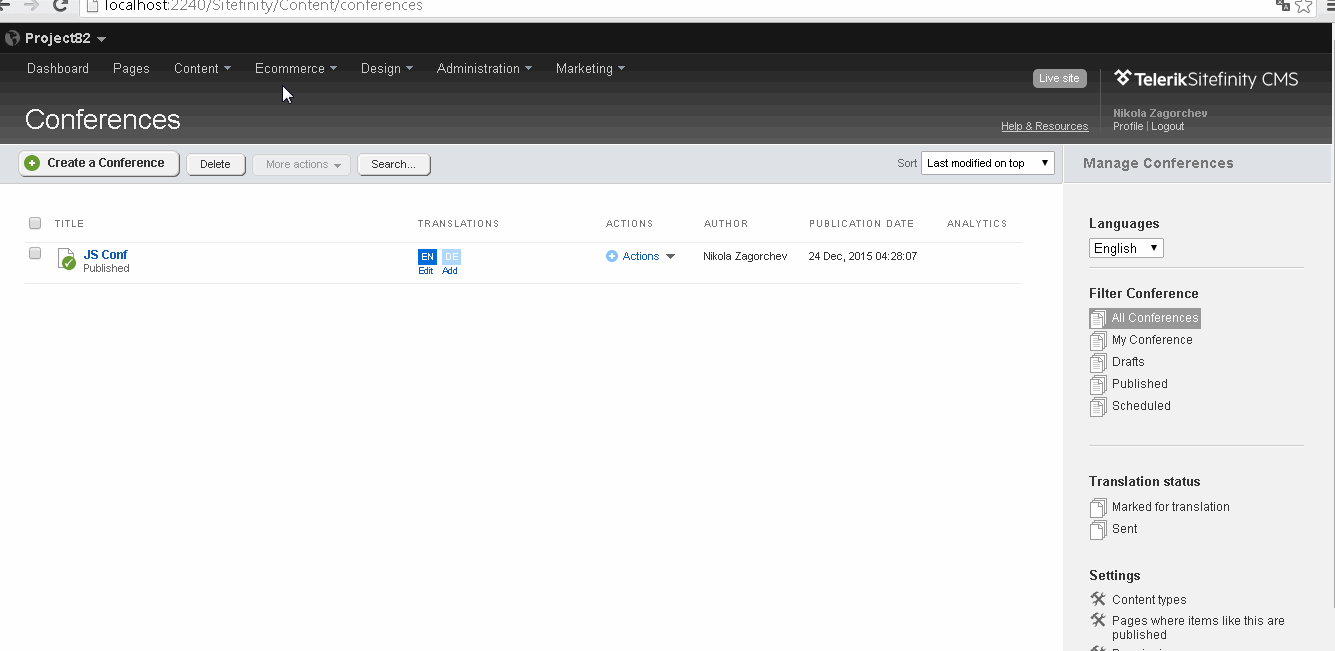 localhost:2240/Sitefinity/Content/conferences
Project82
Dashboard Pages Content Ecommerce Design Administration Marketing
Live site
Telerik Sitefinity CMS
Conferences
Nikola Zagorchev
Help & Resources
Profile | Logout
Create a Conference Delete More actions Search... Sort Last modified on top
Manage Conferences
TITLE TRANSLATIONS ACTIONS AUTHOR PUBLICATION DATE ANALYTICS
JS Conf EN DE Actions Nikola Zagorchev 24 Dec, 2015 04:28:07
Published Edit Add
Languages
English
Filter Conference
All Conferences
My Conference
Drafts
Published
Scheduled
Translation status
Marked for translation
Sent
Settings
Content types
Pages where items like this are
published